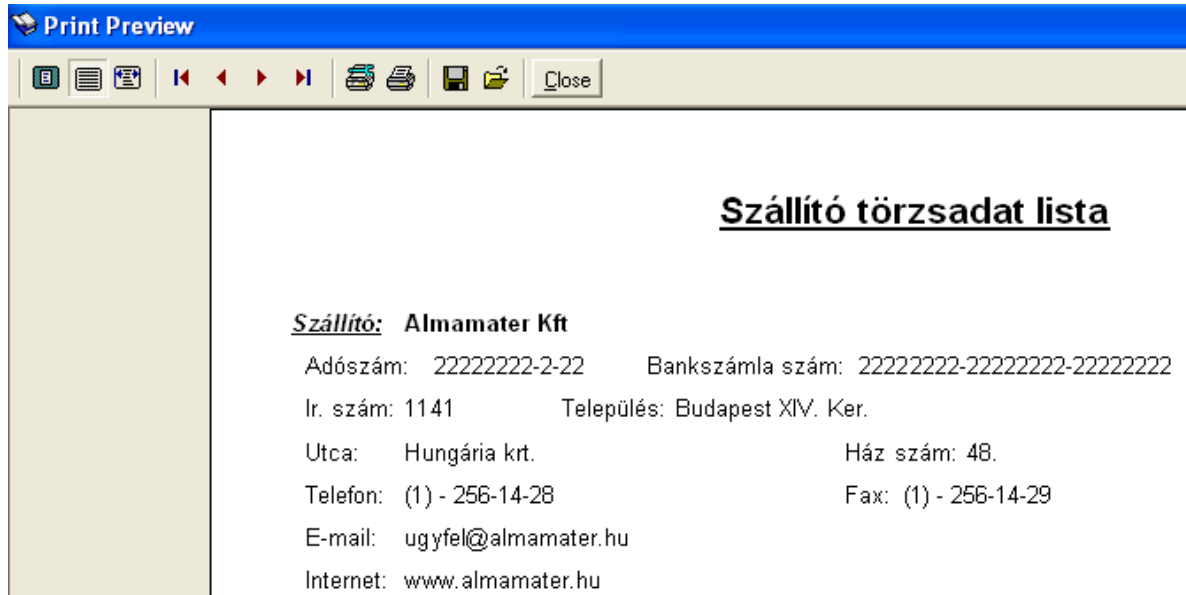 Print Preview
Close
Szállító törzsadat lista
Szállító: Almamater Kft
Adószám: 22222222-2-22 Bankszámla szám: 22222222-22222222-22222222
Ir. szám: 1141 Település: Budapest XIV. Ker.
Utca: Hungária krt. Ház szám: 48.
Telefon: (1) - 256-14-28 Fax: (1) - 256-14-29
E-mail: ugyfel@almamater.hu
Internet: www.almamater.hu